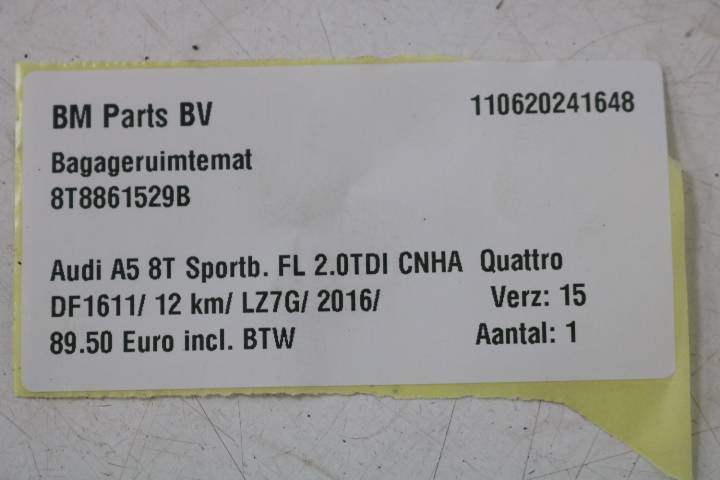 BM Parts BV 110620241648
Bagageruimtemat
8T8861529B
Audi A5 8T Sportb. FL 2.0TDI CNHA Quattro
DF1611/ 12 km/ LZ7G/ 2016/ Verz: 15
89.50 Euro incl. BTW Aantal: 1